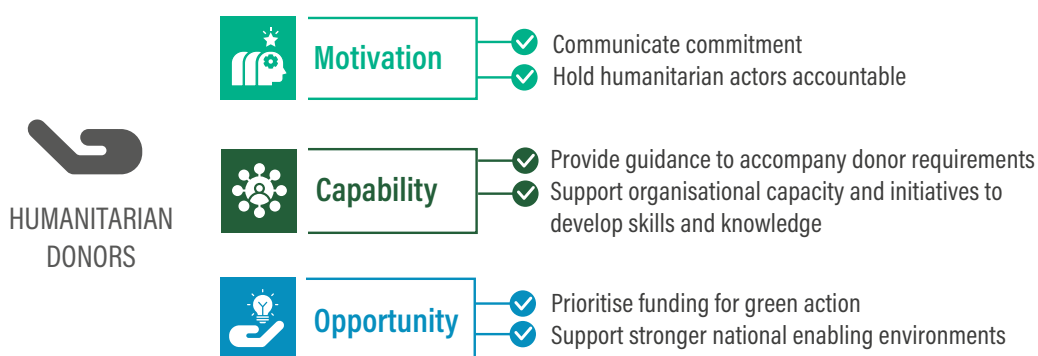 Motivation
Communicate commitment
Hold humanitarian actors accountable
HUMANITARIAN
DONORS
Capability
Provide guidance to accompany donor requirements
Support organisational capacity and initiatives to
develop skills and knowledge
Opportunity
Prioritise funding for green action
Support stronger national enabling environments